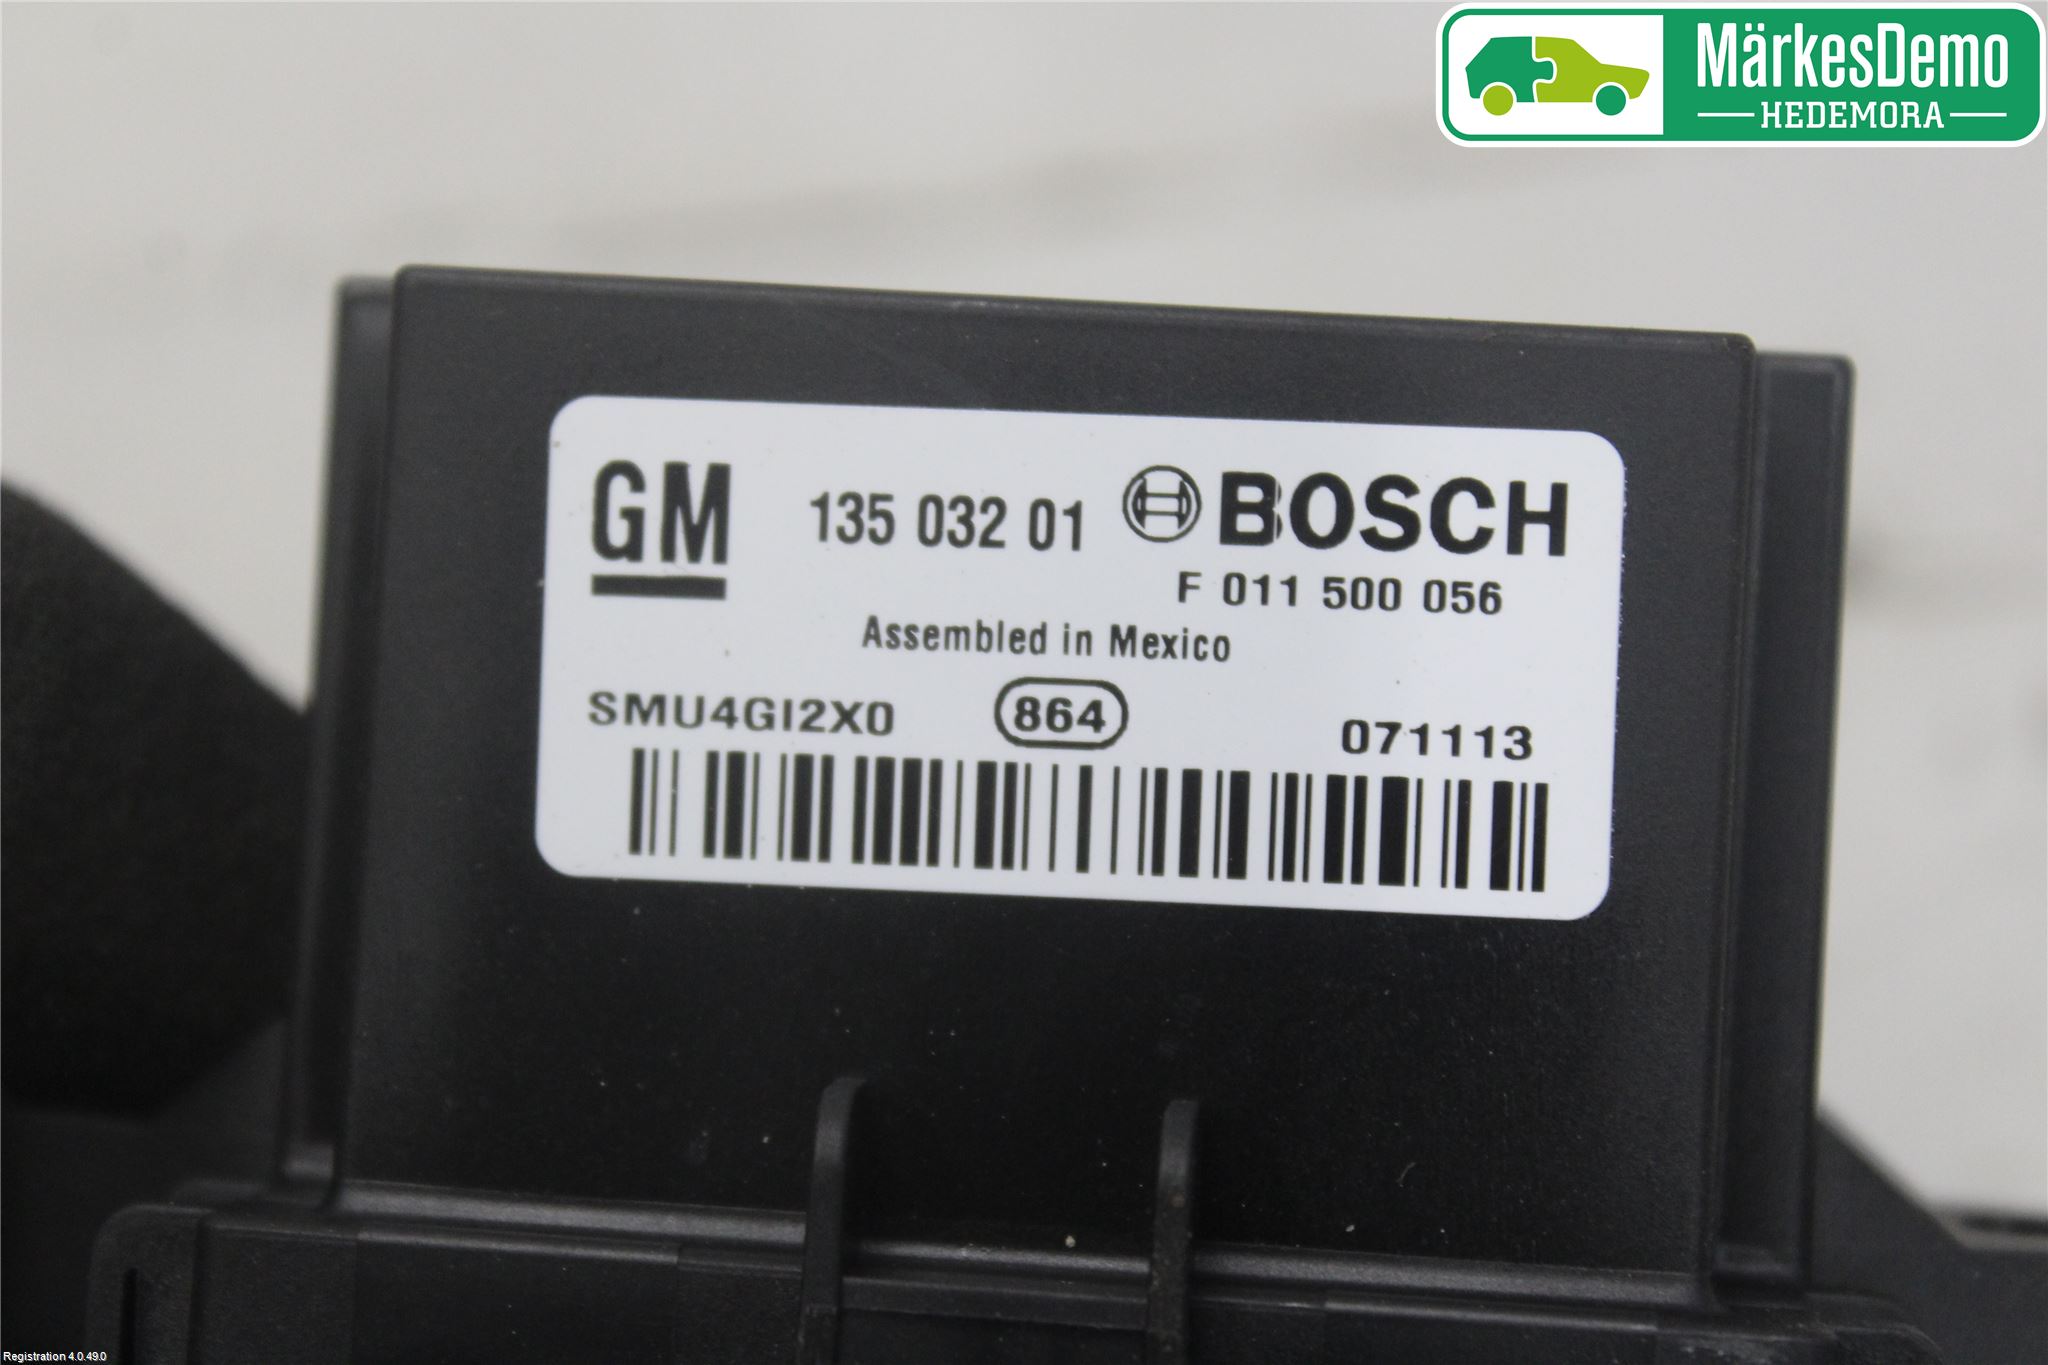 MärkesDemo
HEDEMORA
GM 135 032 01 BOSCH
F 011 500 056
Assembled in Mexico
SMU4GI2X0 864 071113
Registration 4.0.49.0